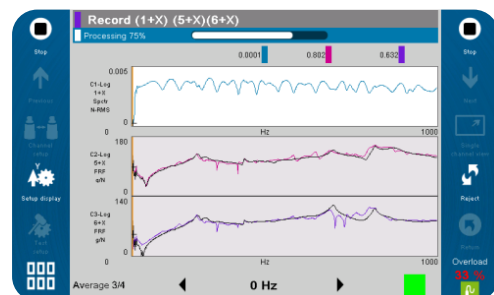 Record (1+X) (5+X)(6+X)
Processing 75%
Stop
Stop
0.0001 0.802 0.632
Previous
Next
0.005
C1-Log
1+X
Spctr
N-RMS
0
0 Hz 1000
Channel
setup
Single
channel view
180
C2-Log
5+X
FRF
g/N
0
Setup display
Reject
140
C3-Log
6+X
FRF
g/N
0
Test
setup
Return
0 Hz 1000
Overload
33 %
Average 3/4 0 Hz